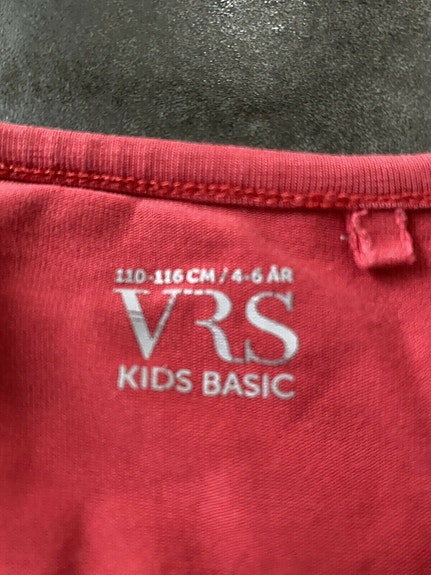 110-116 CM / 4-6 ÅR
VRS
KIDS BASIC